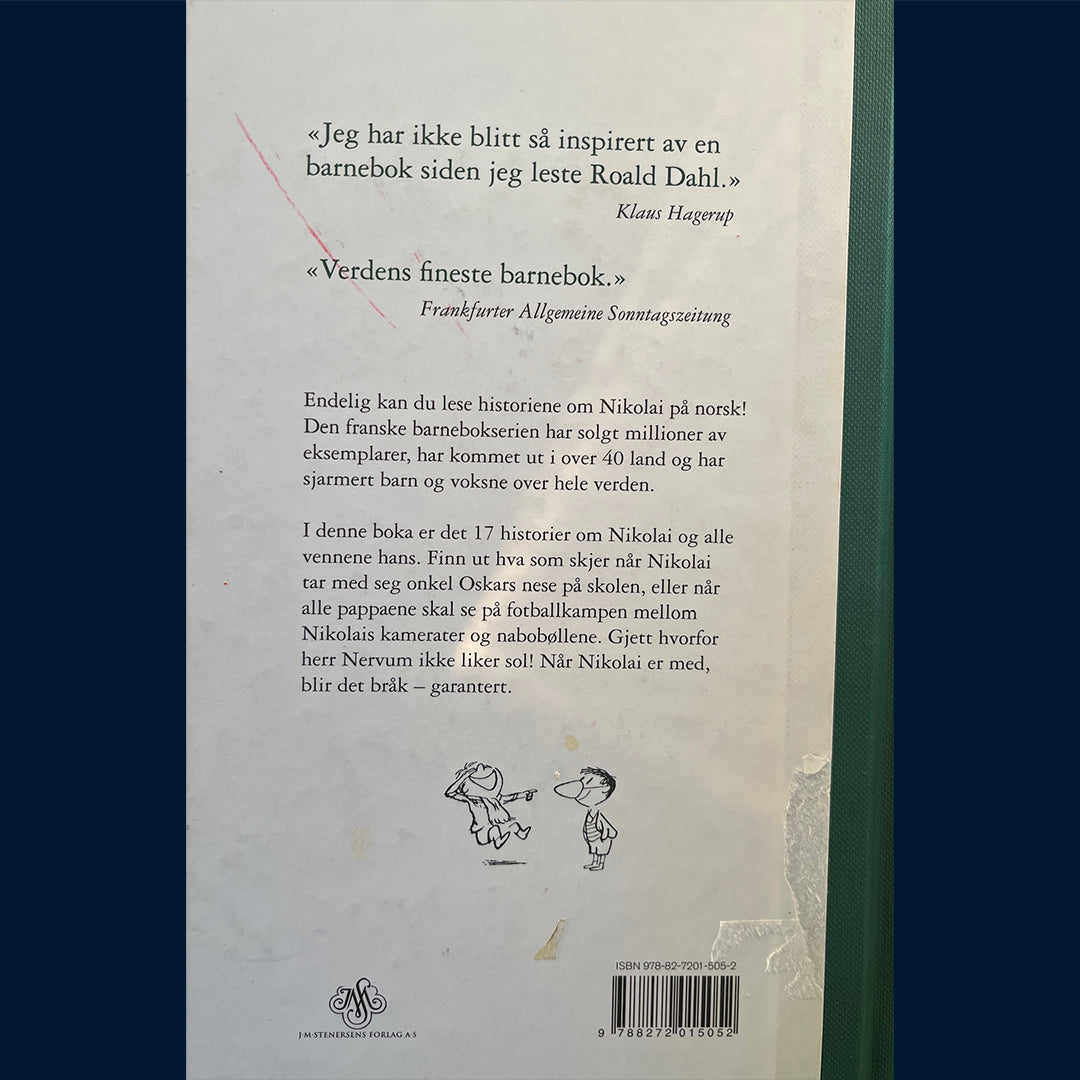 «Jeg har ikke blitt så inspirert av en
barnebok siden jeg leste Roald Dahl.»
Klaus Hagerup
«Verdens fineste barnebok.»
Frankfurter Allgemeine Sonntagszeitung
Endelig kan du lese historiene om Nikolai på norsk!
Den franske barnebokserien har solgt millioner av
eksemplarer, har kommet ut i over 40 land og har
sjarmert barn og voksne over hele verden.
I denne boka er det 17 historier om Nikolai og alle
vennene hans. Finn ut hva som skjer når Nikolai
tar med seg onkel Oskars nese på skolen, eller når
alle pappaene skal se på fotballkampen mellom
Nikolais kamerater og nabobøllene. Gjett hvorfor
herr Nervum ikke liker sol! Når Nikolai er med,
blir det bråk – garantert.
ISBN 978-82-7201-505-2
9 788272 015052
JMS
J·M·STENERSENS FORLAG A·S